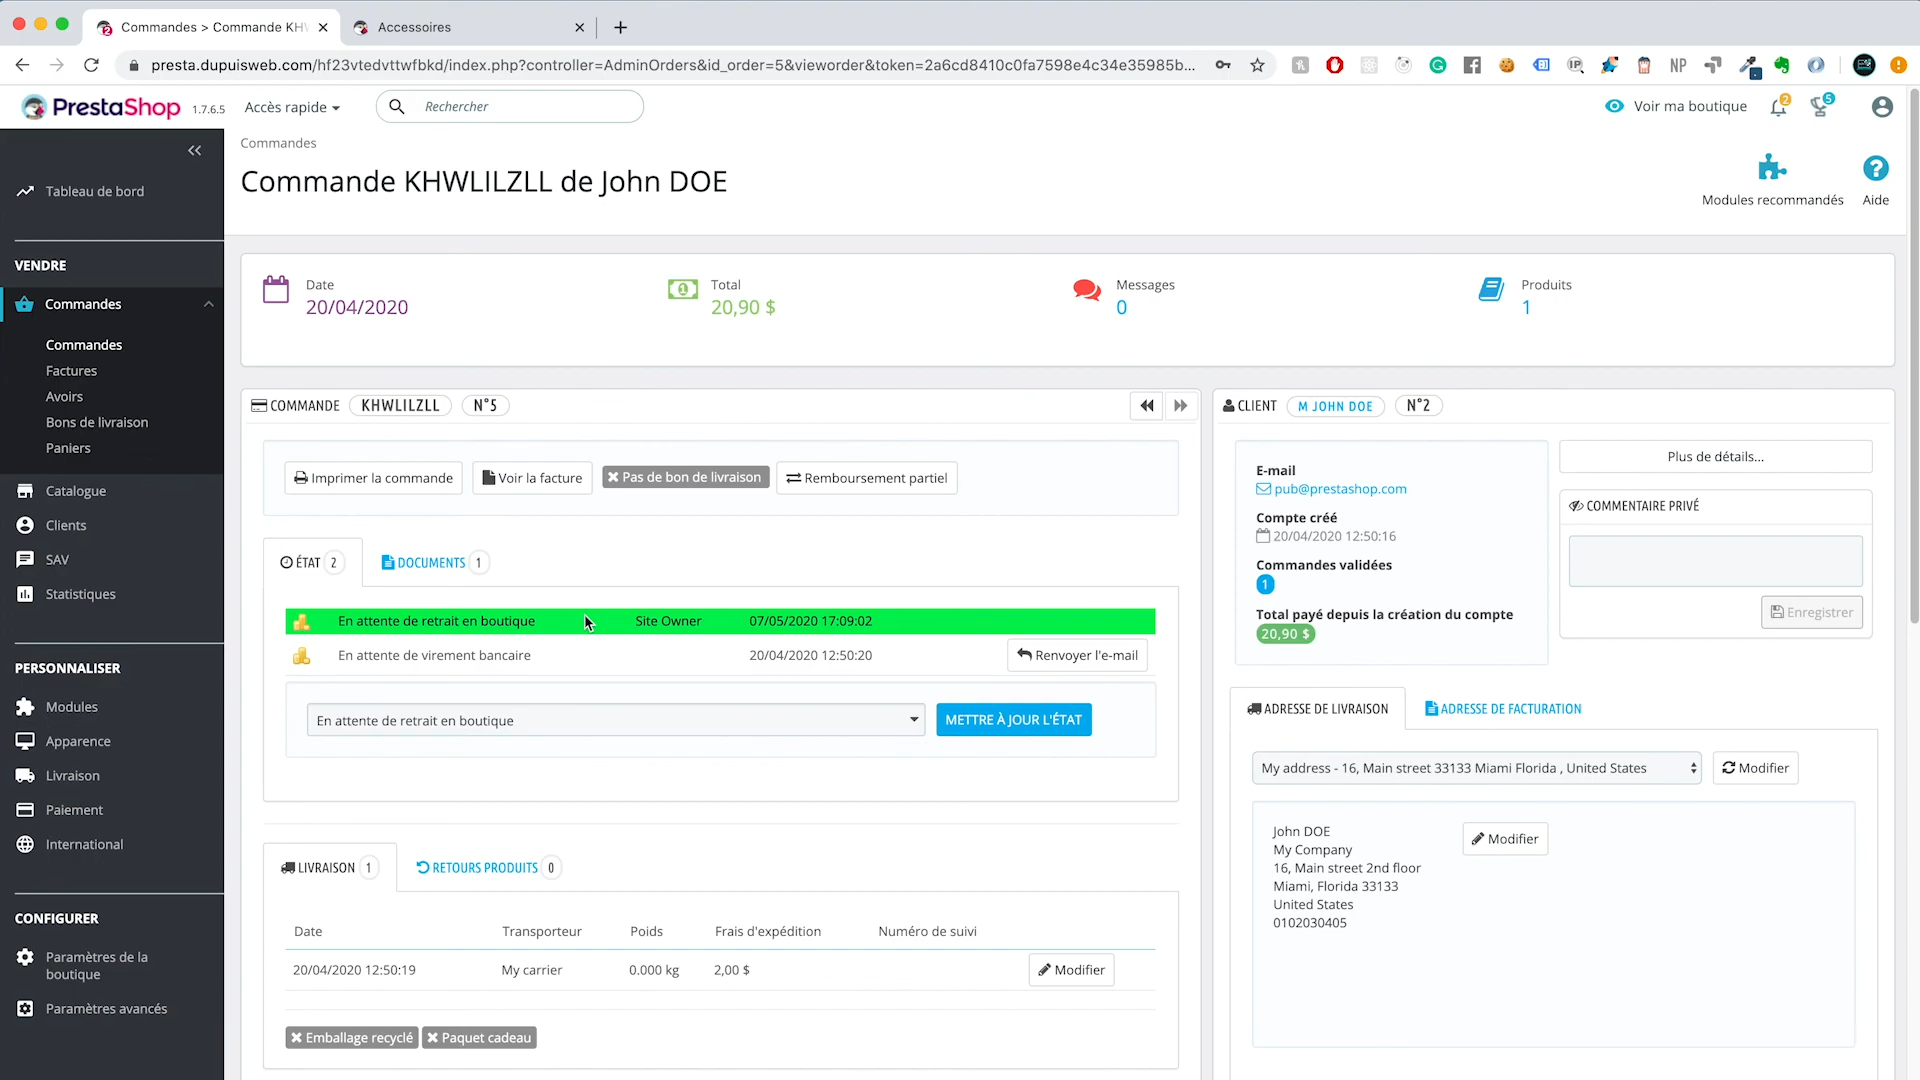 Commandes > Commande KH
Accessoires
presta.dupuisweb.com/hf23vtedvttwfbkd/index.php?controller=AdminOrders&id_order=5&vieworder&token=2a6cd8410c0fa7598e4c34e35985b...
NP
PrestaShop 1.7.6.5
Accès rapide
Rechercher
Voir ma boutique
2
5
Commandes
Commande KHWLILZLL de John DOE
Modules recommandés
Aide
Tableau de bord
VENDRE
Commandes
Commandes
Factures
Avoirs
Bons de livraison
Paniers
Catalogue
Clients
SAV
Statistiques
PERSONNALISER
Modules
Apparence
Livraison
Paiement
International
CONFIGURER
Paramètres de la
boutique
Paramètres avancés
Date
20/04/2020
Total
20,90 $
Messages
0
Produits
1
COMMANDE KHWLILZLL N°5
Imprimer la commande
Voir la facture
Pas de bon de livraison
Remboursement partiel
ÉTAT 2
DOCUMENTS 1
En attente de retrait en boutique Site Owner 07/05/2020 17:09:02
En attente de virement bancaire 20/04/2020 12:50:20 Renvoyer l'e-mail
En attente de retrait en boutique
METTRE À JOUR L'ÉTAT
LIVRAISON 1
RETOURS PRODUITS 0
Date Transporteur Poids Frais d'expédition Numéro de suivi
20/04/2020 12:50:19 My carrier 0.000 kg 2,00 $ Modifier
Emballage recyclé
Paquet cadeau
CLIENT M JOHN DOE N°2
E-mail
pub@prestashop.com
Compte créé
20/04/2020 12:50:16
Commandes validées
1
Total payé depuis la création du compte
20,90 $
Plus de détails...
COMMENTAIRE PRIVÉ
Enregistrer
ADRESSE DE LIVRAISON
ADRESSE DE FACTURATION
My address - 16, Main street 33133 Miami Florida , United States
Modifier
John DOE
My Company
16, Main street 2nd floor
Miami, Florida 33133
United States
0102030405
Modifier